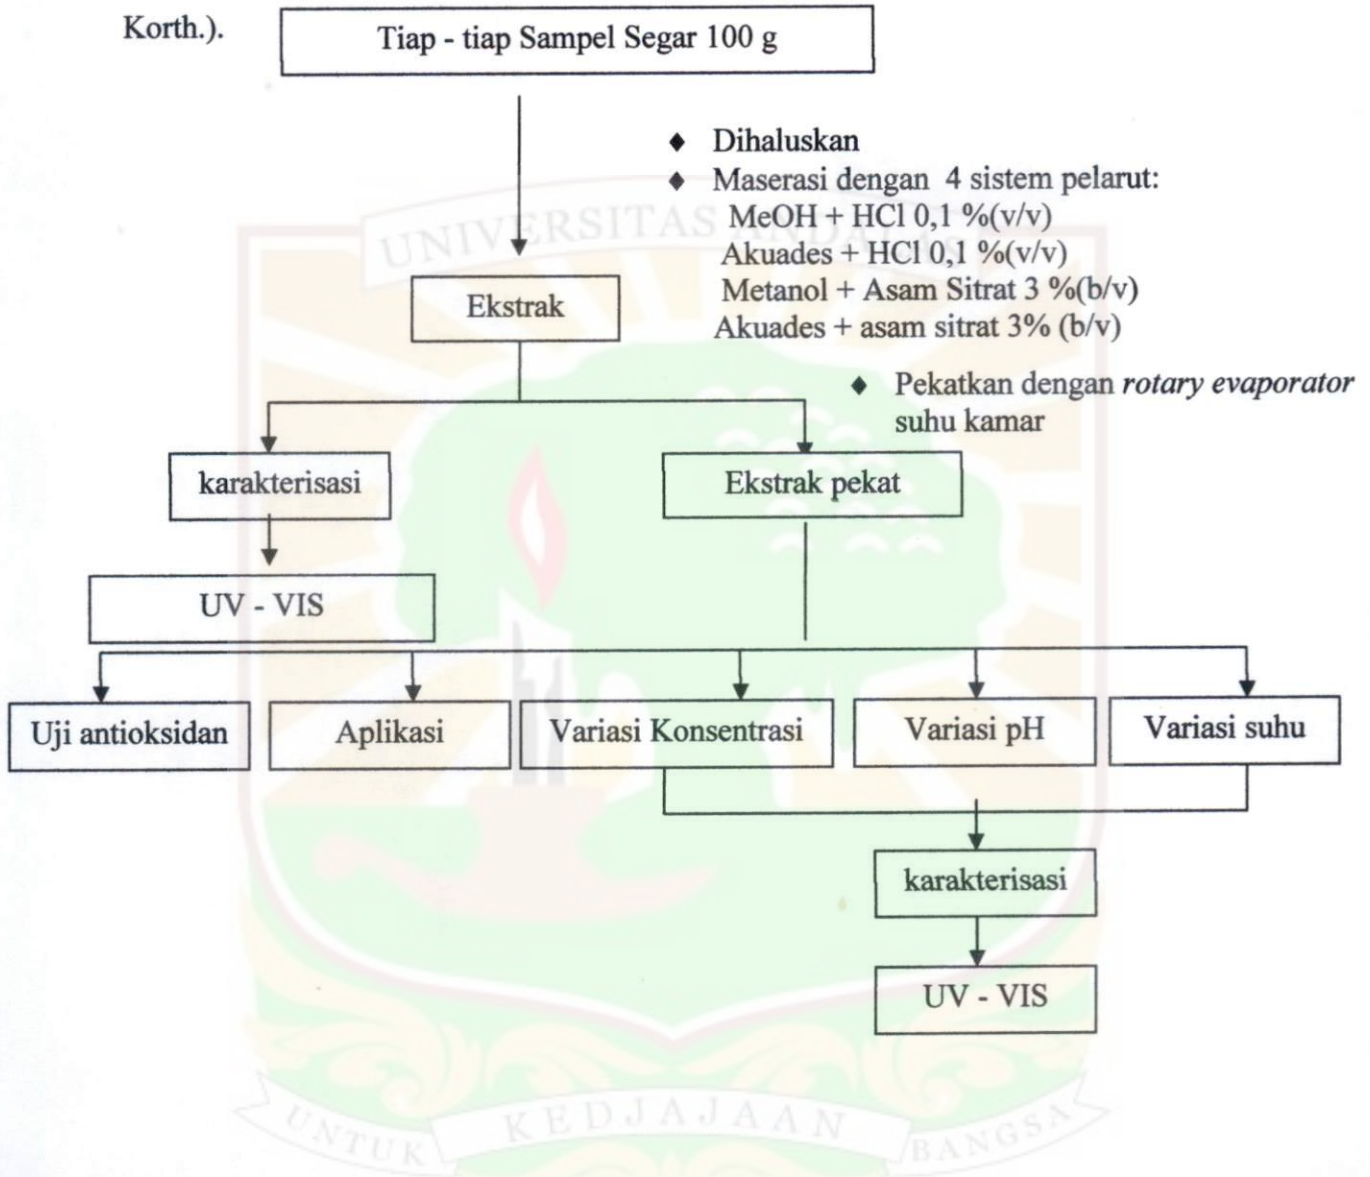 Korth.).
Tiap - tiap Sampel Segar 100 g
♦ Dihaluskan
♦ Maserasi dengan 4 sistem pelarut:
MeOH + HCl 0,1 %(v/v)
Akuades + HCl 0,1 %(v/v)
Metanol + Asam Sitrat 3 %(b/v)
Akuades + asam sitrat 3% (b/v)
UNIVERSITAS ANDALAS
Ekstrak
♦ Pekatkan dengan rotary evaporator
suhu kamar
karakterisasi
Ekstrak pekat
UV - VIS
Uji antioksidan
Aplikasi
Variasi Konsentrasi
Variasi pH
Variasi suhu
karakterisasi
UV - VIS
UNTUK KEDJAJAAN BANGSA